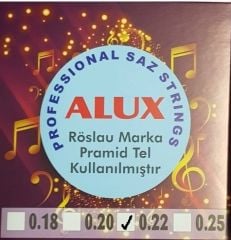 PROFESSIONAL SAZ STRINGS
ALUX
Röslau Marka
Pramid Tel
Kullanılmıştır
0.18 0.20 ✓ 0.22 0.25